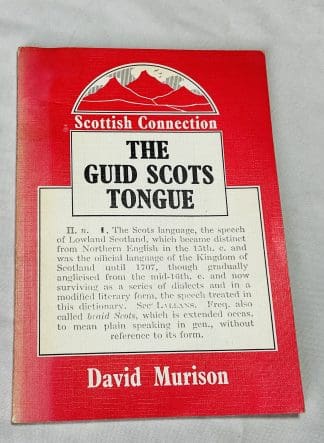 Scottish Connection
THE
GUID SCOTS
TONGUE
II. n. 1. The Scots language, the speech
of Lowland Scotland, which became distinct
from Northern English in the 15th. c. and
was the official language of the Kingdom of
Scotland until 1707, though gradually
anglicised from the mid-16th. c. and now
surviving as a series of dialects and in a
modified literary form, the speech treated in
this dictionary. See LALLANS. Freq. also
called braid Scots, which is extended occas.
to mean plain speaking in gen., without
reference to its form.
David Murison